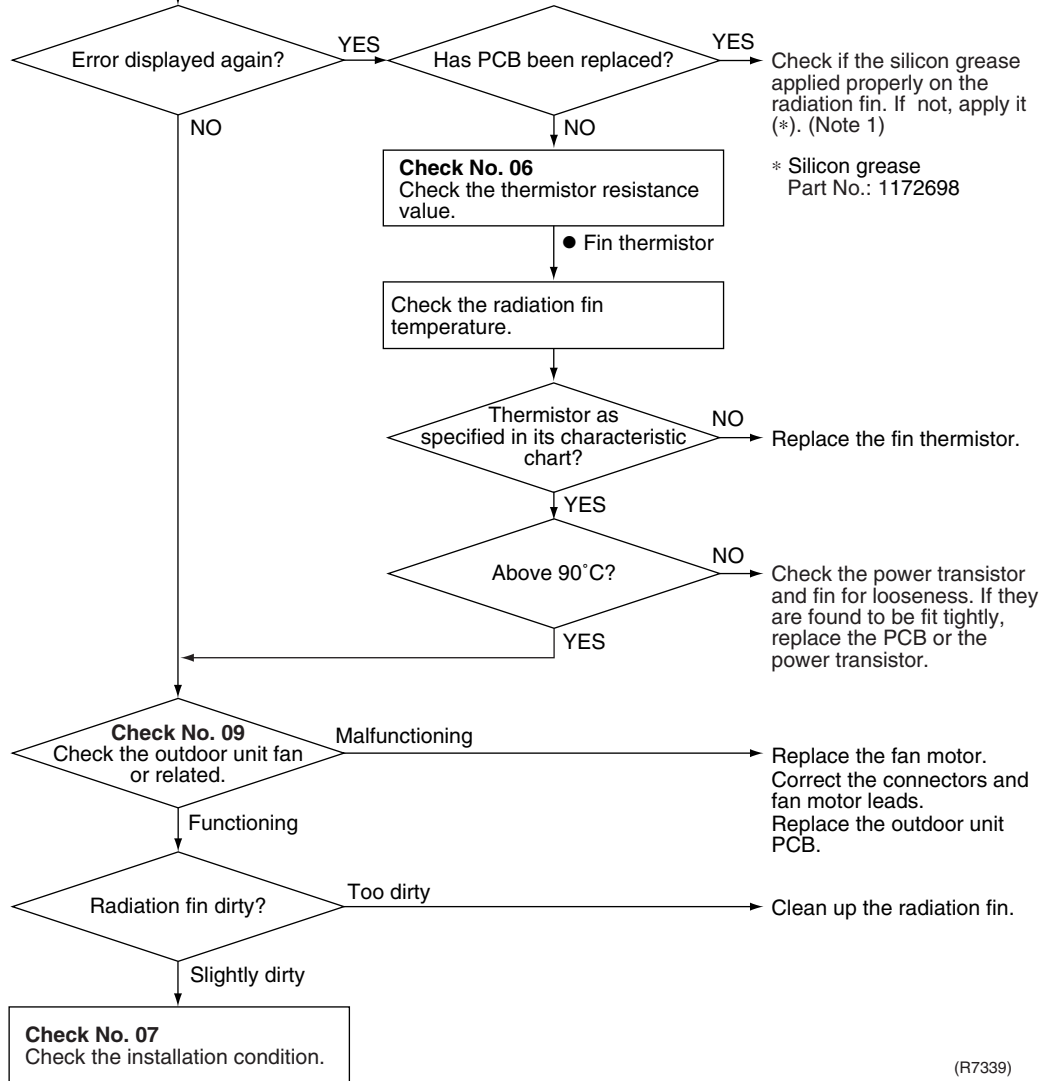 Error displayed again?
YES
Has PCB been replaced?
YES
Check if the silicon grease
applied properly on the
radiation fin. If not, apply it
(*). (Note 1)
* Silicon grease
Part No.: 1172698
NO
NO
Check No. 06
Check the thermistor resistance
value.
● Fin thermistor
Check the radiation fin
temperature.
Thermistor as
specified in its characteristic
chart?
NO
Replace the fin thermistor.
YES
Above 90˚C?
NO
Check the power transistor
and fin for looseness. If they
are found to be fit tightly,
replace the PCB or the
power transistor.
YES
Check No. 09
Check the outdoor unit fan
or related.
Malfunctioning
Replace the fan motor.
Correct the connectors and
fan motor leads.
Replace the outdoor unit
PCB.
Functioning
Radiation fin dirty?
Too dirty
Clean up the radiation fin.
Slightly dirty
Check No. 07
Check the installation condition.
(R7339)